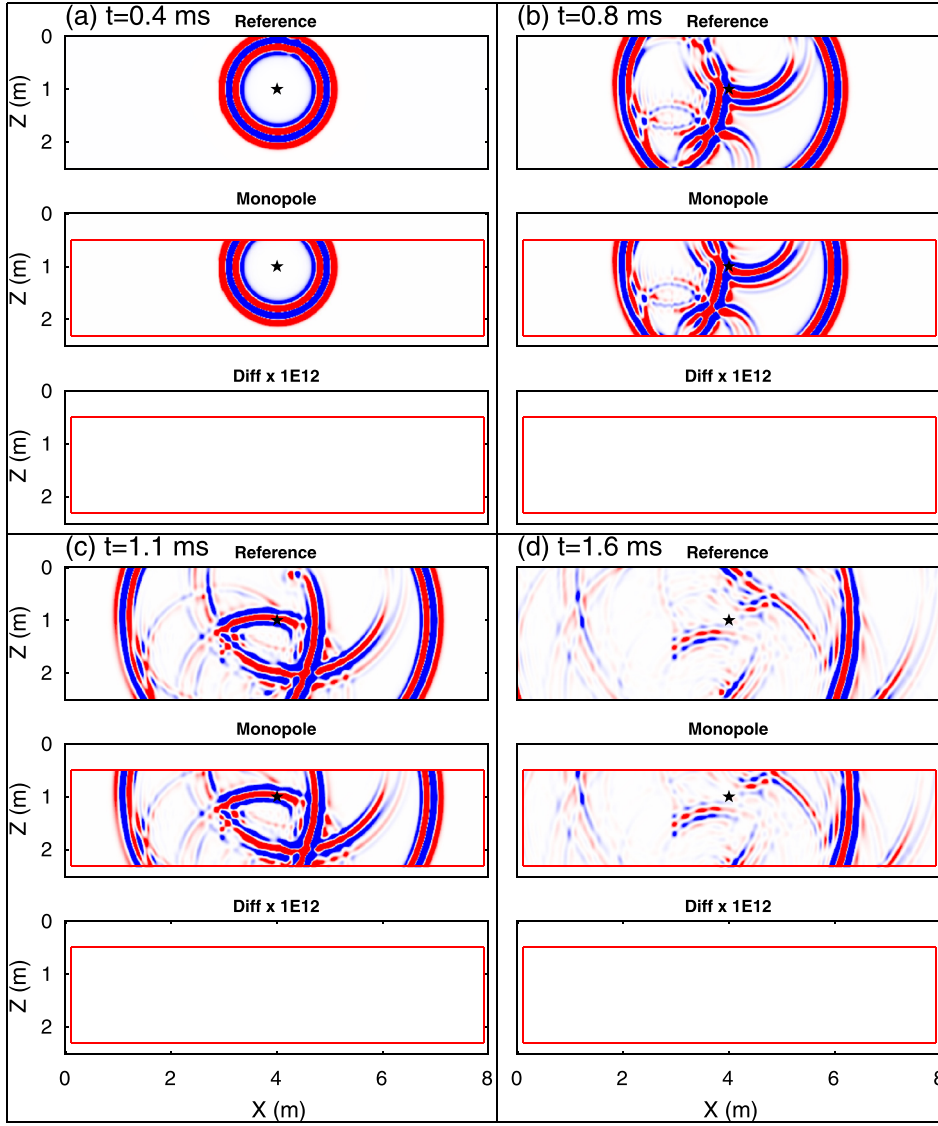 (a) t=0.4 ms
Reference
0
1
2
Z (m)
Monopole
0
1
2
Z (m)
Diff x 1E12
0
1
2
Z (m)
(b) t=0.8 ms
Reference
Monopole
Diff x 1E12
(c) t=1.1 ms
Reference
0
1
2
Z (m)
Monopole
0
1
2
Z (m)
Diff x 1E12
0
1
2
Z (m)
0 2 4 6 8
X (m)
(d) t=1.6 ms
Reference
Monopole
Diff x 1E12
0 2 4 6 8
X (m)